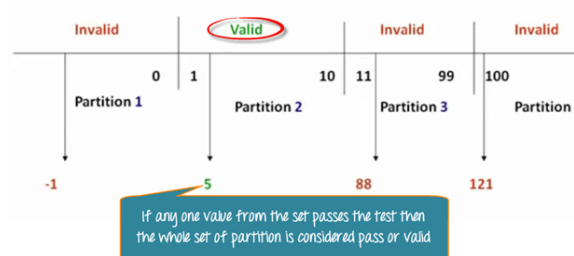 Invalid Valid Invalid Invalid
0 1 10 11 99 100
Partition 1 Partition 2 Partition 3 Partition
-1 5 88 121
If any one value from the set passes the test then
the whole set of partition is considered pass or valid